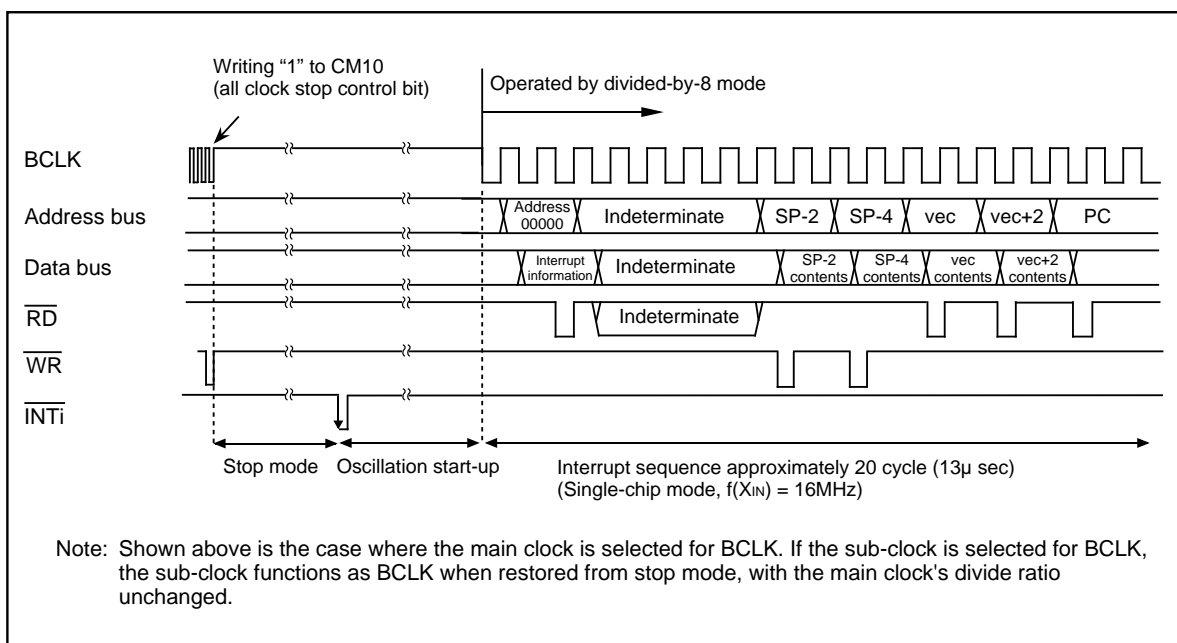 Writing “1” to CM10
(all clock stop control bit)
Operated by divided-by-8 mode
BCLK
Address bus
Address
00000
Indeterminate
SP-2
SP-4
vec
vec+2
PC
Data bus
Interrupt
information
Indeterminate
SP-2
contents
SP-4
contents
vec
contents
vec+2
contents
RD
Indeterminate
WR
INTi
Stop mode
Oscillation start-up
Interrupt sequence approximately 20 cycle (13μ sec)
(Single-chip mode, f(XIN) = 16MHz)
Note: Shown above is the case where the main clock is selected for BCLK. If the sub-clock is selected for BCLK,
the sub-clock functions as BCLK when restored from stop mode, with the main clock's divide ratio
unchanged.